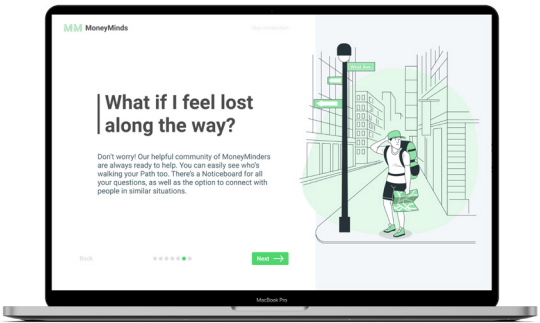 MM MoneyMinds
What if I feel lost
along the way?
Don't worry! Our helpful community of MoneyMinders
are always ready to help. You can easily see who's
walking your Path too. There's a Noticeboard for all
your questions, as well as the option to connect with
people in similar situations.
Back
Next
MacBook Pro